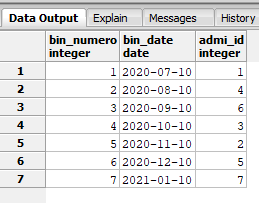 Data Output Explain Messages History
bin_numero bin_date admi_id
integer date integer
1 1 2020-07-10 1
2 2 2020-08-10 4
3 3 2020-09-10 6
4 4 2020-10-10 3
5 5 2020-11-10 2
6 6 2020-12-10 5
7 7 2021-01-10 7